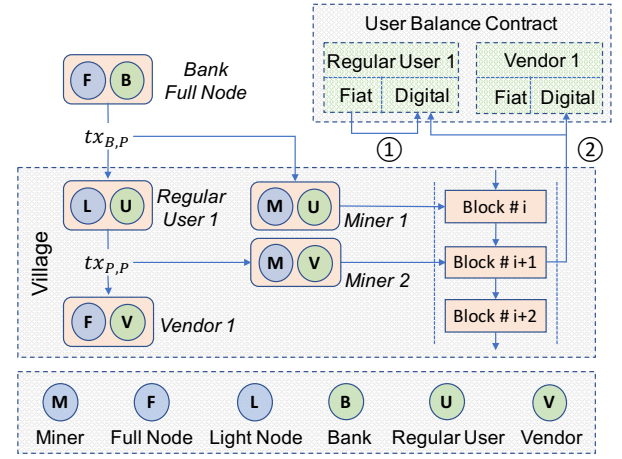 User Balance Contract
Regular User 1
Fiat
Digital
Vendor 1
Fiat
Digital
①
②
F
B
Bank
Full Node
tx_{B,P}
Village
L
U
Regular
User 1
M
U
Miner 1
Block # i
tx_{P,P}
M
V
Miner 2
Block # i+1
F
V
Vendor 1
Block # i+2
M
F
L
B
U
V
Miner
Full Node
Light Node
Bank
Regular User
Vendor